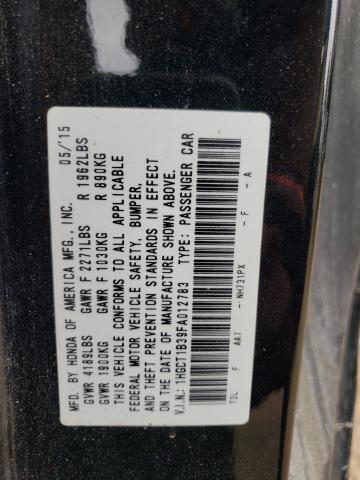 MFD. BY HONDA OF AMERICA MFG., INC. 05/'15
GVWR 4189LBS GAWR F 2271LBS R 1962LBS
GVWR 1900KG GAWR F 1030KG R 890KG
THIS VEHICLE CONFORMS TO ALL APPLICABLE
FEDERAL MOTOR VEHICLE SAFETY, BUMPER,
AND THEFT PREVENTION STANDARDS IN EFFECT
ON THE DATE OF MANUFACTURE SHOWN ABOVE.
V.I.N.: 1HGCT1B39FA012783 TYPE: PASSENGER CAR
T3L F AA7 - NH731PX - F - A